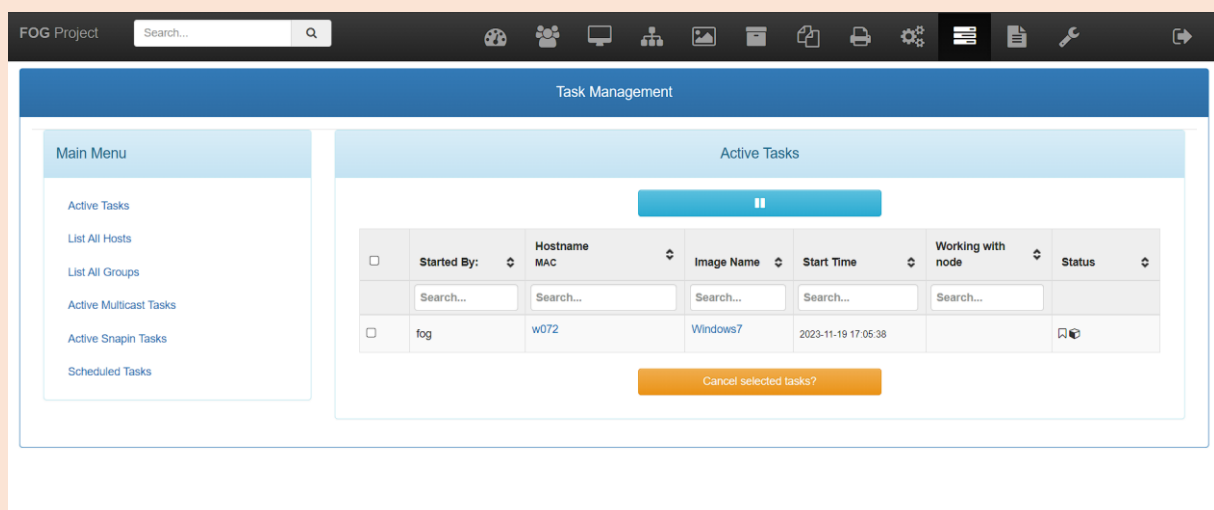 FOG Project
Search...
Task Management
Main Menu
Active Tasks
List All Hosts
List All Groups
Active Multicast Tasks
Active Snapin Tasks
Scheduled Tasks
Active Tasks
Started By:
Hostname
MAC
Image Name
Start Time
Working with
node
Status
Search...
Search...
Search...
Search...
Search...
fog
w072
Windows7
2023-11-19 17:05:38
Cancel selected tasks?